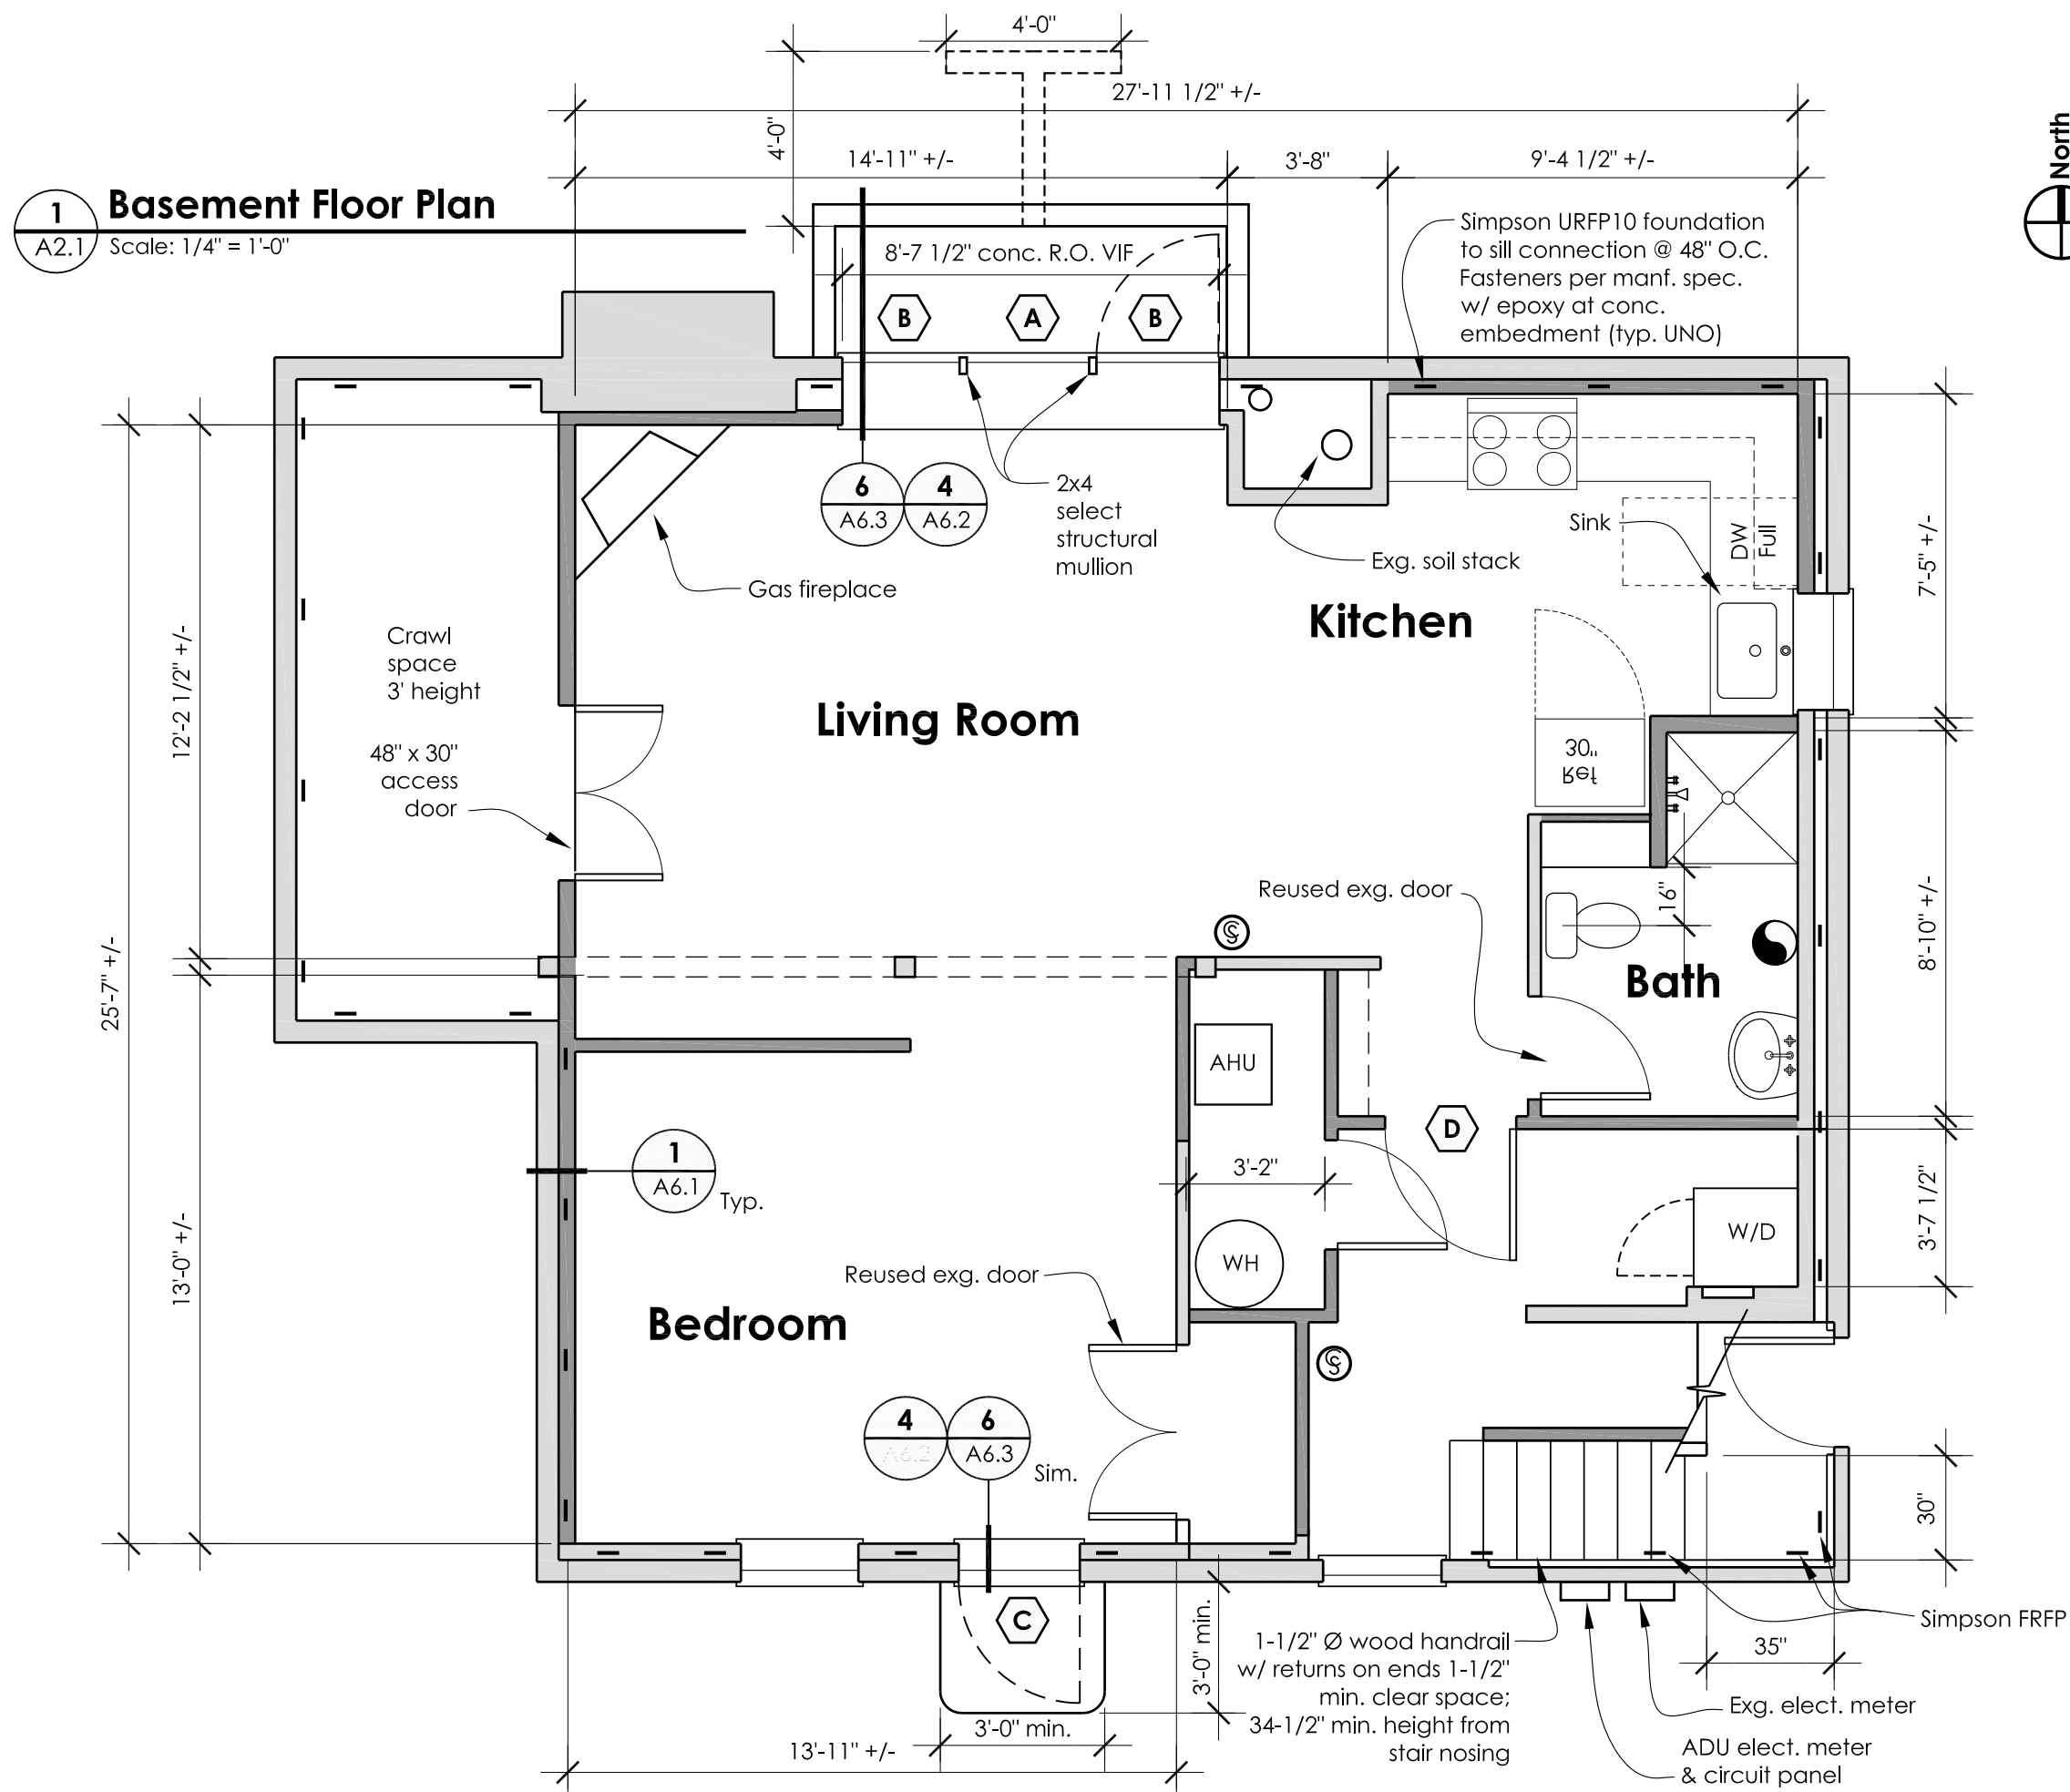 4'-0"
27'-11 1/2" +/-
4'-0"
14'-11" +/-
3'-8"
9'-4 1/2" +/-
North
1
A2.1
Basement Floor Plan
Scale: 1/4" = 1'-0"
8'-7 1/2" conc. R.O. VIF
B
A
B
Simpson URFP10 foundation
to sill connection @ 48" O.C.
Fasteners per manf. spec.
w/ epoxy at conc.
embedment (typ. UNO)
6
A6.3
4
A6.2
2x4
select
structural
mullion
Exg. soil stack
Sink
DW
Full
7'-5" +/-
Gas fireplace
Kitchen
Crawl
space
3' height
12'-2 1/2" +/-
Living Room
48" x 30"
access
door
30"
Ref
Reused exg. door
16"
8'-10" +/-
25'-7" +/-
CS
Bath
AHU
D
1
A6.1
Typ.
3'-2"
13'-0" +/-
WH
W/D
3'-7 1/2"
Reused exg. door
Bedroom
CS
4
A6.2
6
A6.3
Sim.
30"
C
3'-0" min.
3'-0" min.
13'-11" +/-
1-1/2" Ø wood handrail
w/ returns on ends 1-1/2"
min. clear space;
34-1/2" min. height from
stair nosing
Simpson FRFP
35"
Exg. elect. meter
ADU elect. meter
& circuit panel